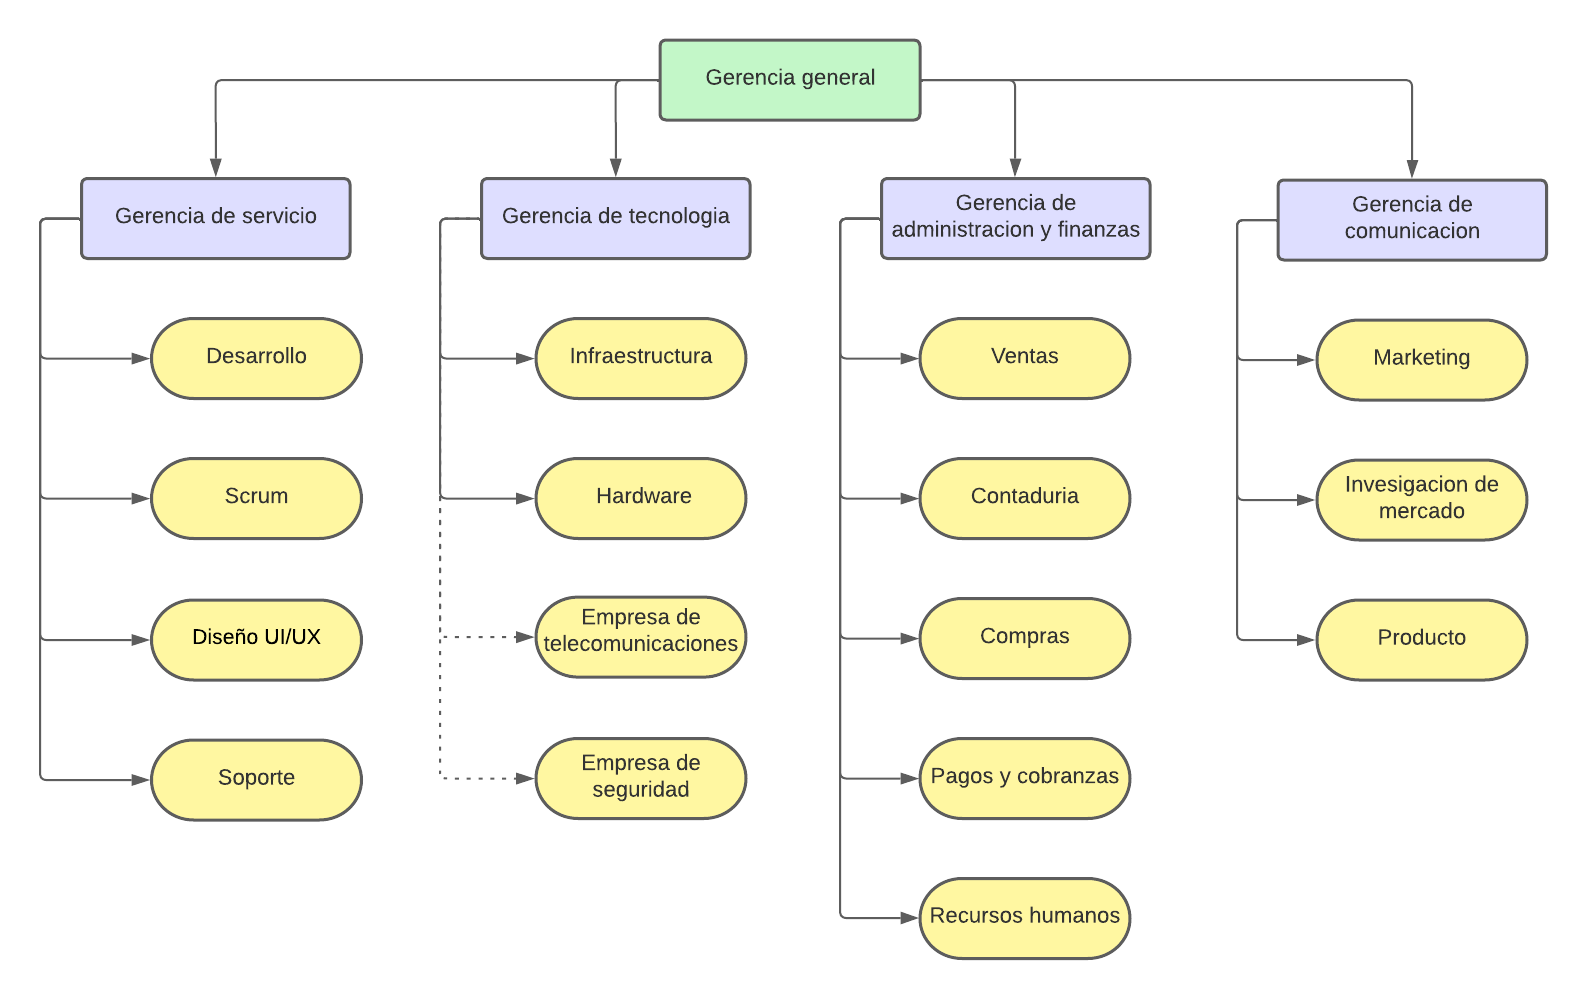 Gerencia general
Gerencia de servicio
Gerencia de tecnologia
Gerencia de
administracion y finanzas
Gerencia de
comunicacion
Desarrollo
Scrum
Diseño UI/UX
Soporte
Infraestructura
Hardware
Empresa de
telecomunicaciones
Empresa de
seguridad
Ventas
Contaduria
Compras
Pagos y cobranzas
Recursos humanos
Marketing
Invesigacion de
mercado
Producto